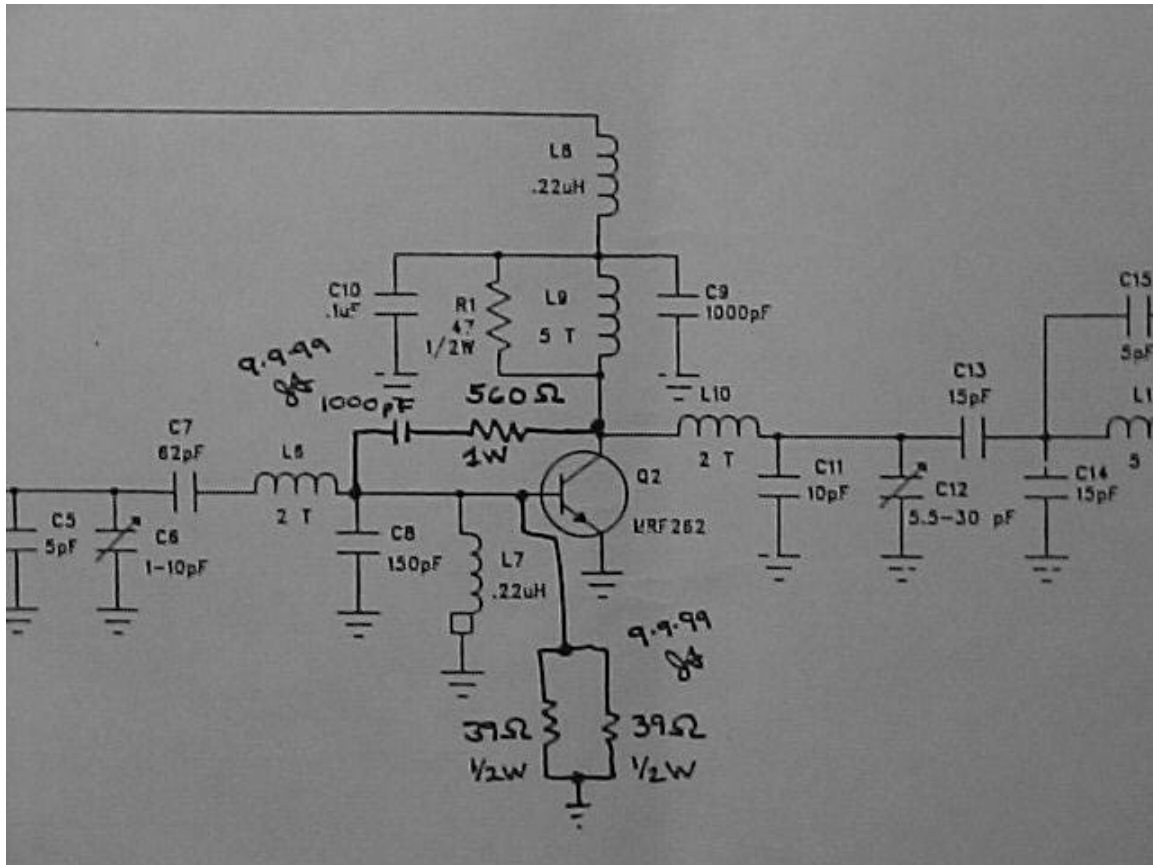 L8
.22uH
C10
.1uF
R1
47
1/2W
L9
5 T
C9
1000pF
9.9.99
1000pF
560Ω
1W
L10
2 T
C13
15pF
C15
5pF
L1
5
C7
62pF
L6
2 T
Q2
MRF262
C11
10pF
C12
5.5-30 pF
C14
15pF
C5
5pF
C6
1-10pF
C8
150pF
L7
.22uH
9.9.99
39Ω
1/2W
39Ω
1/2W